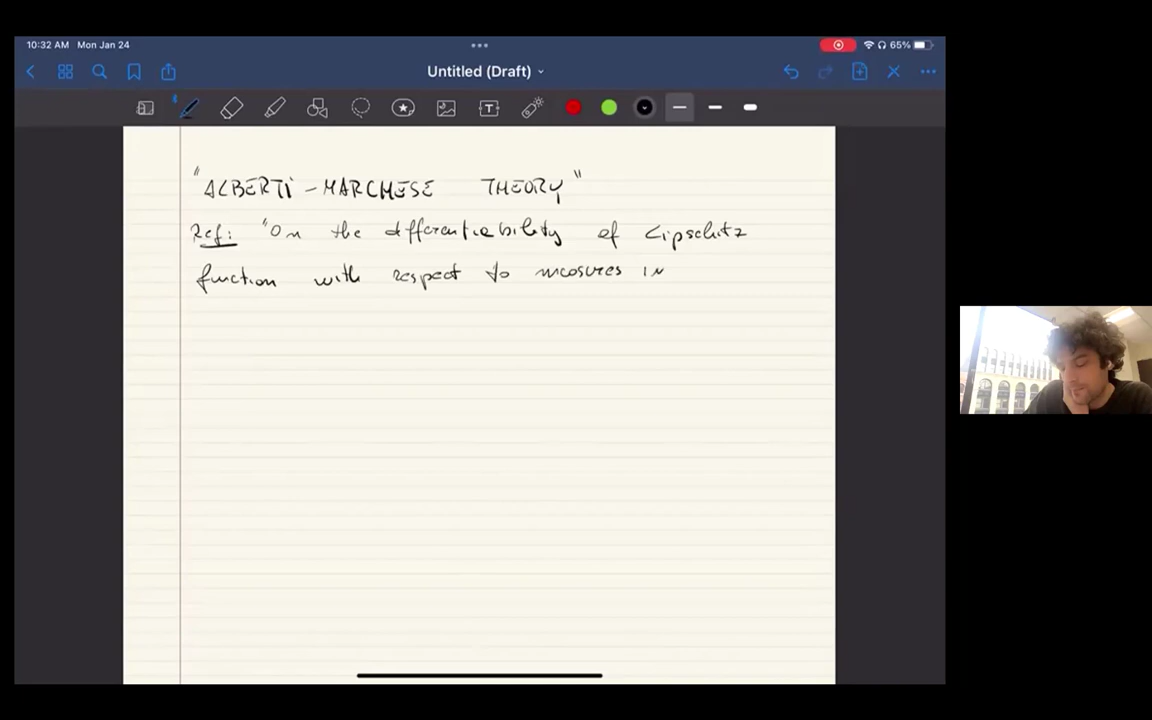 10:32 AM Mon Jan 24
65%
Untitled (Draft)
"ALBERTI - MARCHESE THEORY"
Ref: "On the differentiability of Lipschitz
function with respect to measures in